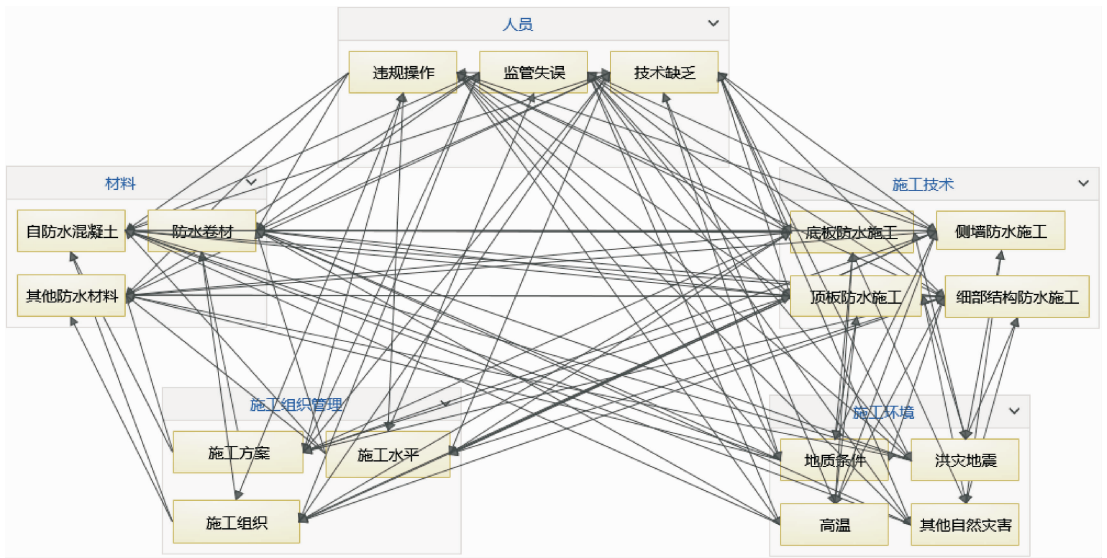 人员
违规操作 监管失误 技术缺乏
材料
施工技术
自防水混凝土 防水卷材
底板防水施工 侧墙防水施工
其他防水材料
顶板防水施工 细部结构防水施工
施工组织管理
施工环境
施工方案 施工水平
地质条件 洪灾地震
施工组织
高温 其他自然灾害